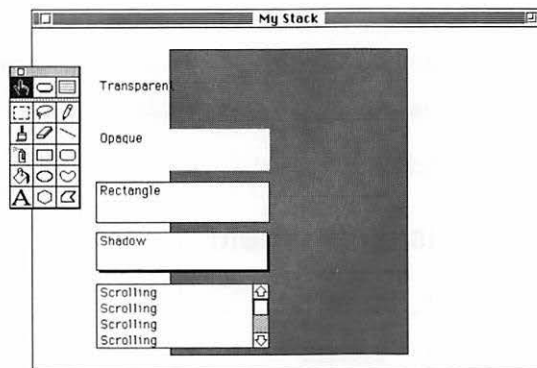 My Stack
Transparent
Opaque
Rectangle
Shadow
Scrolling
Scrolling
Scrolling
Scrolling
A